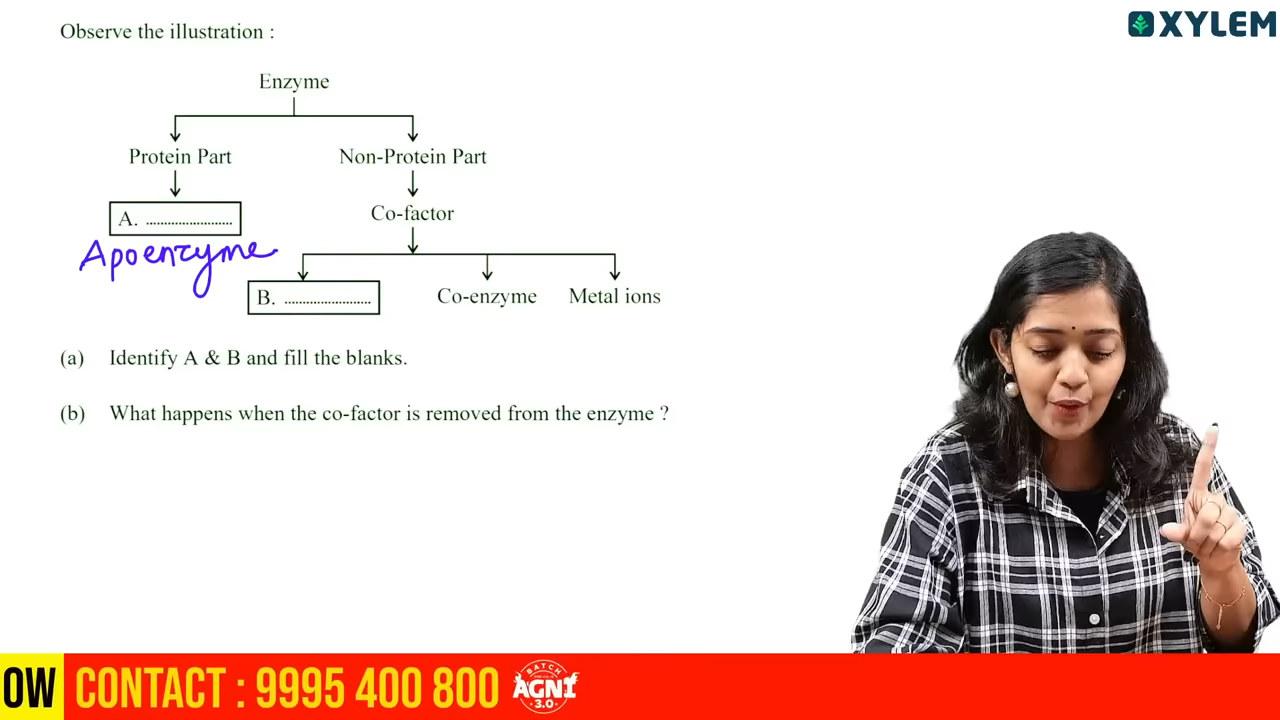 Observe the illustration :
XYLEM
Enzyme
Protein Part
Non-Protein Part
A. ........................
Co-factor
Apoenzyme
B. ........................
Co-enzyme
Metal ions
(a) Identify A & B and fill the blanks.
(b) What happens when the co-factor is removed from the enzyme ?
OW CONTACT : 9995 400 800
BATCH
AGNI
3.0